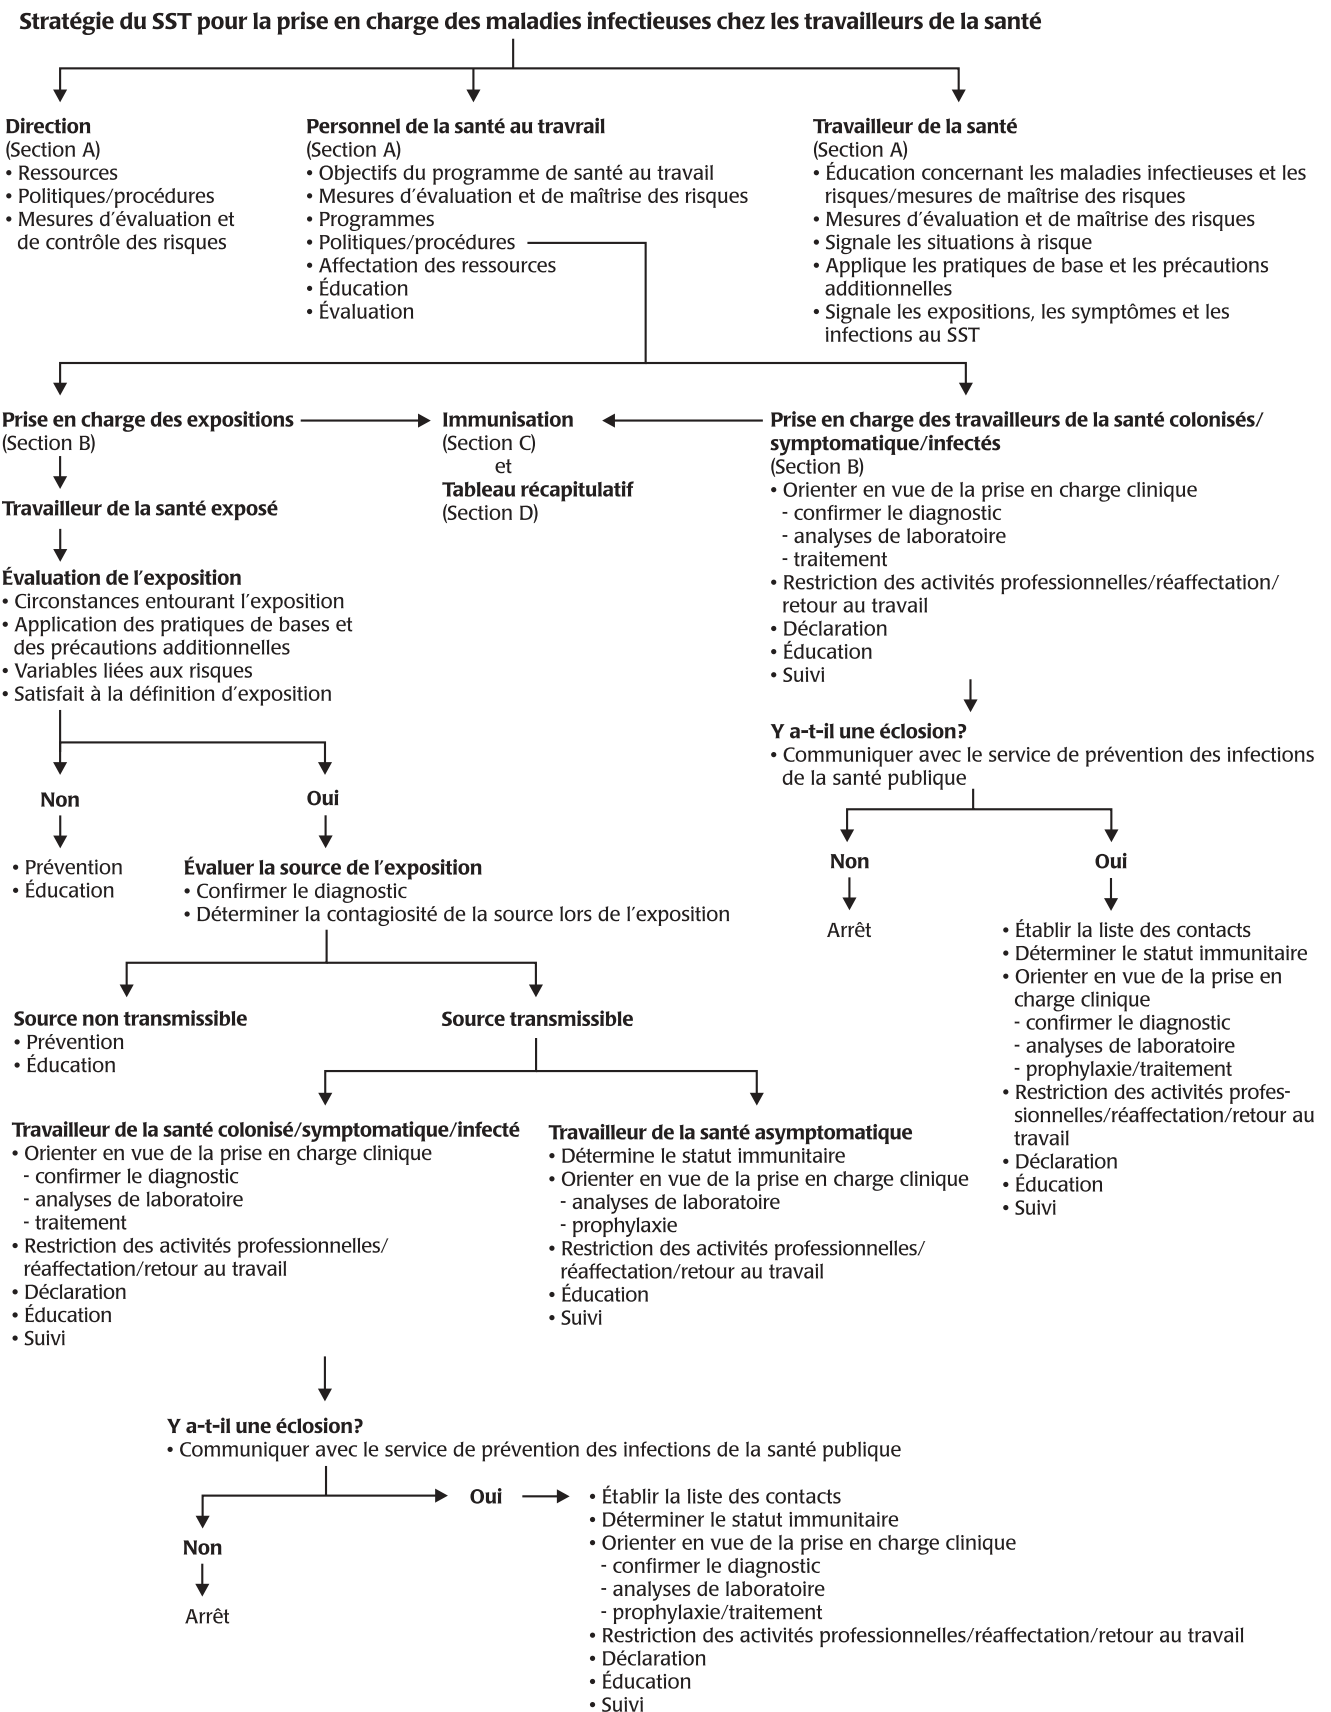 Stratégie du SST pour la prise en charge des maladies infectieuses chez les travailleurs de la santé
Direction
(Section A)
• Ressources
• Politiques/procédures
• Mesures d'évaluation et
de contrôle des risques
Personnel de la santé au travrail
(Section A)
• Objectifs du programme de santé au travail
• Mesures d'évaluation et de maîtrise des risques
• Programmes
• Politiques/procédures
• Affectation des ressources
• Éducation
• Évaluation
Travailleur de la santé
(Section A)
• Éducation concernant les maladies infectieuses et les
risques/mesures de maîtrise des risques
• Mesures d'évaluation et de maîtrise des risques
• Signale les situations à risque
• Applique les pratiques de base et les précautions
additionnelles
• Signale les expositions, les symptômes et les
infections au SST
Prise en charge des expositions
(Section B)
Immunisation
(Section C)
et
Tableau récapitulatif
(Section D)
Prise en charge des travailleurs de la santé colonisés/
symptomatique/infectés
(Section B)
• Orienter en vue de la prise en charge clinique
- confirmer le diagnostic
- analyses de laboratoire
- traitement
• Restriction des activités professionnelles/réaffectation/
retour au travail
• Déclaration
• Éducation
• Suivi
Travailleur de la santé exposé
Évaluation de l'exposition
• Circonstances entourant l'exposition
• Application des pratiques de bases et
des précautions additionnelles
• Variables liées aux risques
• Satisfait à la définition d'exposition
Y a-t-il une éclosion?
• Communiquer avec le service de prévention des infections
de la santé publique
Non
Oui
• Prévention
• Éducation
Évaluer la source de l'exposition
• Confirmer le diagnostic
• Déterminer la contagiosité de la source lors de l'exposition
Non
Oui
Arrêt
• Établir la liste des contacts
• Déterminer le statut immunitaire
• Orienter en vue de la prise en
charge clinique
- confirmer le diagnostic
- analyses de laboratoire
- prophylaxie/traitement
• Restriction des activités profes-
sionnelles/réaffectation/retour au
travail
• Déclaration
• Éducation
• Suivi
Source non transmissible
• Prévention
• Éducation
Source transmissible
Travailleur de la santé colonisé/symptomatique/infecté
• Orienter en vue de la prise en charge clinique
- confirmer le diagnostic
- analyses de laboratoire
- traitement
• Restriction des activités professionnelles/
réaffectation/retour au travail
• Déclaration
• Éducation
• Suivi
Travailleur de la santé asymptomatique
• Détermine le statut immunitaire
• Orienter en vue de la prise en charge clinique
- analyses de laboratoire
- prophylaxie
• Restriction des activités professionnelles/
réaffectation/retour au travail
• Éducation
• Suivi
Y a-t-il une éclosion?
• Communiquer avec le service de prévention des infections de la santé publique
Non
Arrêt
Oui
• Établir la liste des contacts
• Déterminer le statut immunitaire
• Orienter en vue de la prise en charge clinique
- confirmer le diagnostic
- analyses de laboratoire
- prophylaxie/traitement
• Restriction des activités professionnelles/réaffectation/retour au travail
• Déclaration
• Éducation
• Suivi